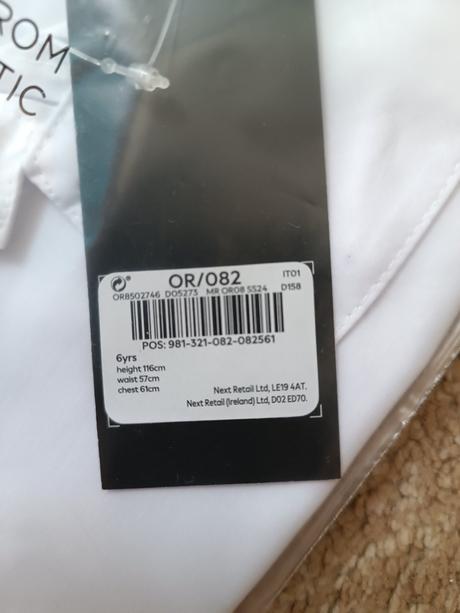 ROM
TIC
OR/082
IT01
OR8502746 D05273 MR OR08 SS24 D158
POS: 981-321-082-082561
6yrs
height 116cm
waist 57cm
chest 61cm
Next Retail Ltd, LE19 4AT.
Next Retail (Ireland) Ltd, D02 ED70.